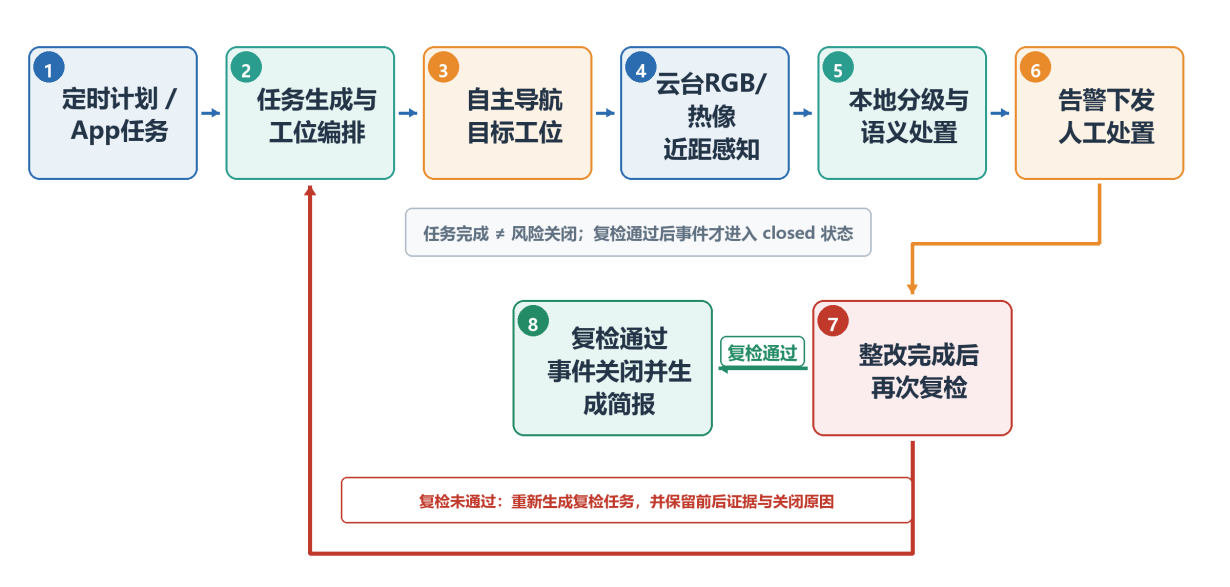 1
定时计划 /
App任务
2
任务生成与
工位编排
3
自主导航
目标工位
4
云台RGB/
热像
近距感知
5
本地分级与
语义处置
6
告警下发
人工处置
任务完成 ≠ 风险关闭；复检通过后事件才进入 closed 状态
7
整改完成后
再次复检
复检通过
8
复检通过
事件关闭并生
成简报
复检未通过：重新生成复检任务，并保留前后证据与关闭原因